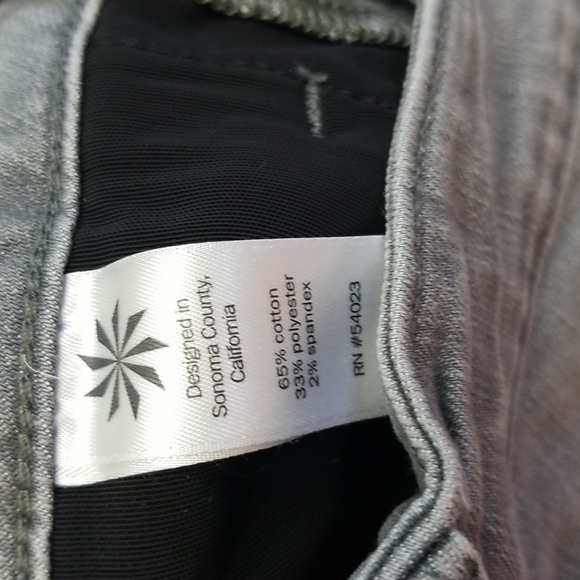 Designed in
Sonoma County,
California
65% cotton
33% polyester
2% spandex
RN #54023